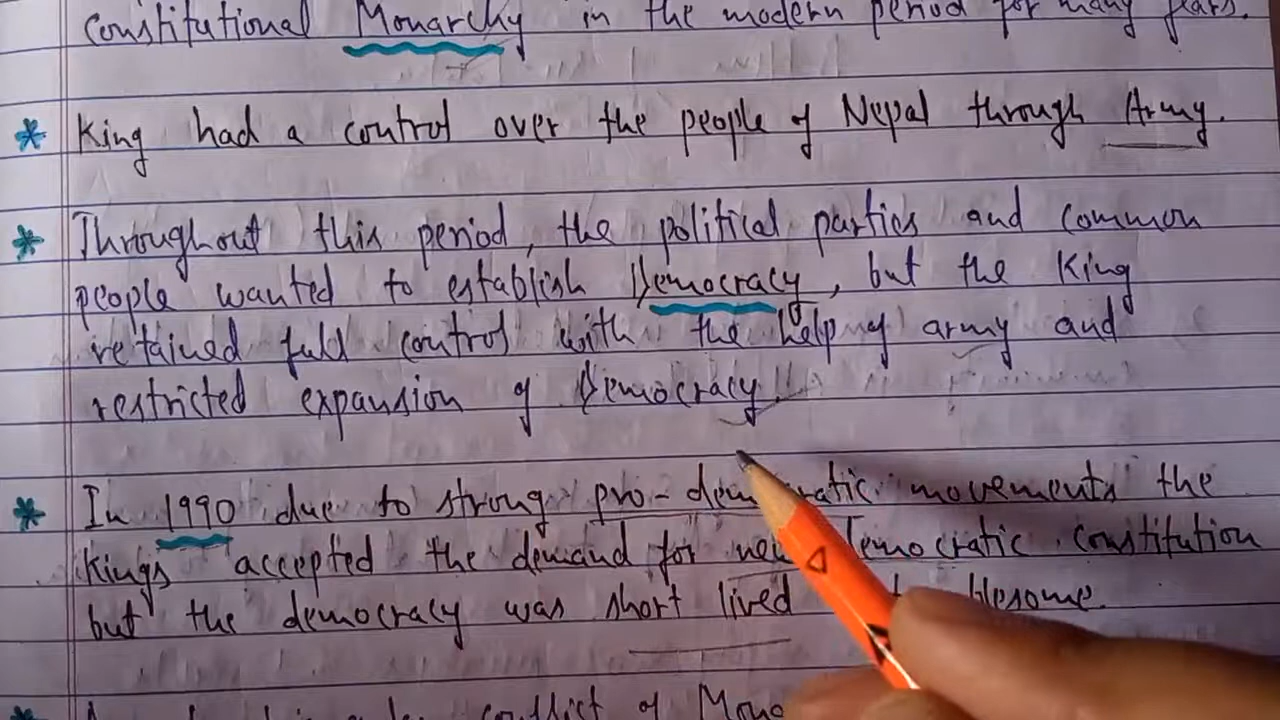 Constitutional Monarchy in the modern period for many years.
* King had a control over the people of Nepal through Army.
* Throughout this period, the political parties and common
people wanted to establish Democracy, but the King
retained full control with the help of army and
restricted expansion of Democracy.
* In 1990 due to strong pro-democratic movements the
Kings accepted the demand for new Democratic constitution
but the democracy was short lived
conflict of